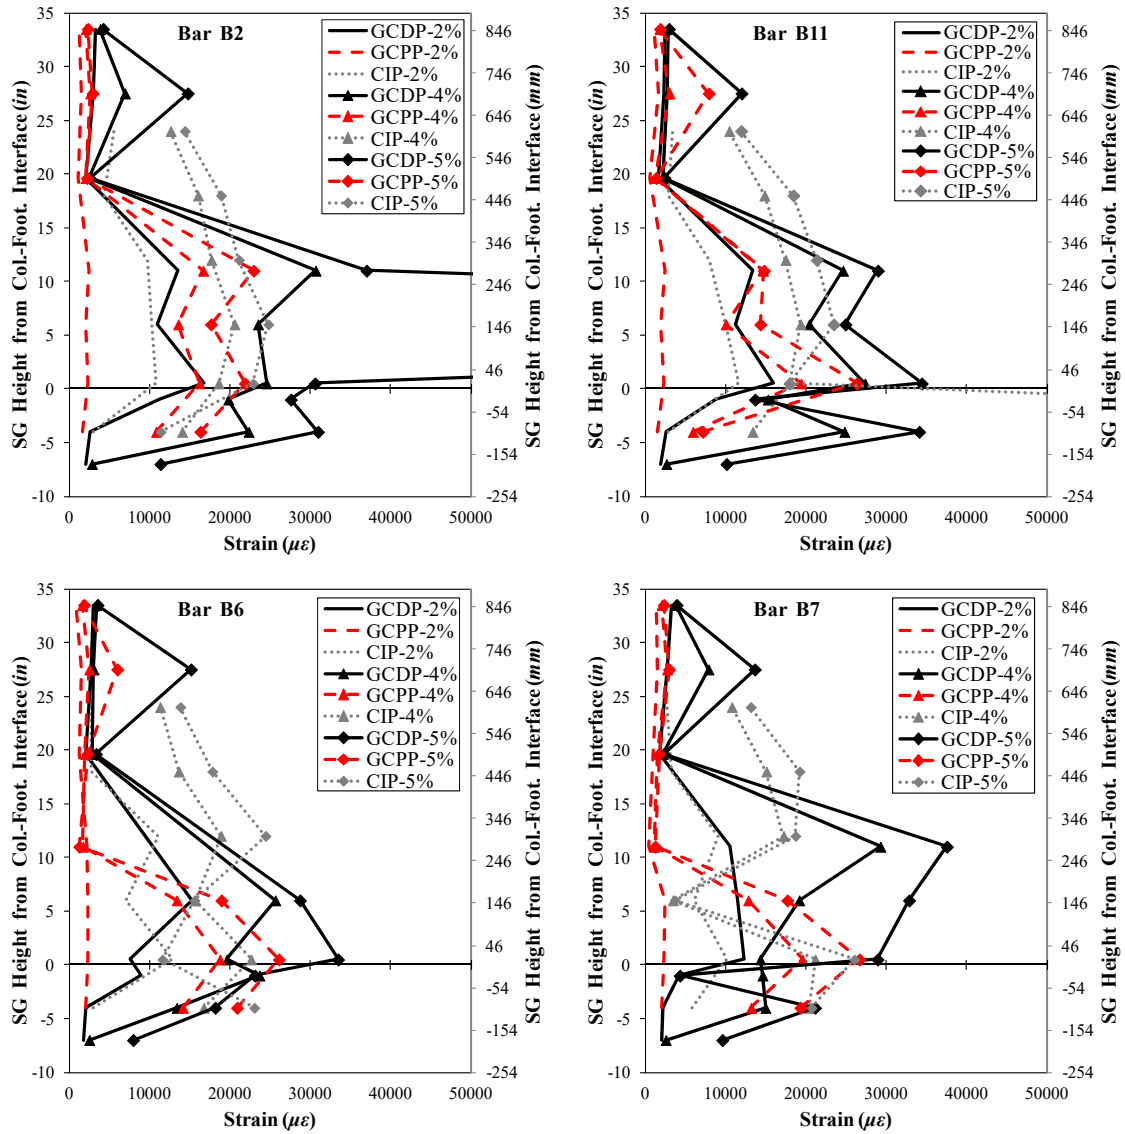 Bar B2
SG Height from Col.-Foot. Interface (in)
35
30
25
20
15
10
5
0
-5
-10
0
10000
20000
30000
40000
50000
Strain (με)
846
746
646
546
446
346
246
146
46
-54
-154
-254
SG Height from Col.-Foot. Interface (mm)
GCDP-2%
GCPP-2%
CIP-2%
GCDP-4%
GCPP-4%
CIP-4%
GCDP-5%
GCPP-5%
CIP-5%
Bar B11
SG Height from Col.-Foot. Interface (in)
35
30
25
20
15
10
5
0
-5
-10
0
10000
20000
30000
40000
50000
Strain (με)
846
746
646
546
446
346
246
146
46
-54
-154
-254
SG Height from Col.-Foot. Interface (mm)
GCDP-2%
GCPP-2%
CIP-2%
GCDP-4%
GCPP-4%
CIP-4%
GCDP-5%
GCPP-5%
CIP-5%
Bar B6
SG Height from Col.-Foot. Interface (in)
35
30
25
20
15
10
5
0
-5
-10
0
10000
20000
30000
40000
50000
Strain (με)
846
746
646
546
446
346
246
146
46
-54
-154
-254
SG Height from Col.-Foot. Interface (mm)
GCDP-2%
GCPP-2%
CIP-2%
GCDP-4%
GCPP-4%
CIP-4%
GCDP-5%
GCPP-5%
CIP-5%
Bar B7
SG Height from Col.-Foot. Interface (in)
35
30
25
20
15
10
5
0
-5
-10
0
10000
20000
30000
40000
50000
Strain (με)
846
746
646
546
446
346
246
146
46
-54
-154
-254
SG Height from Col.-Foot. Interface (mm)
GCDP-2%
GCPP-2%
CIP-2%
GCDP-4%
GCPP-4%
CIP-4%
GCDP-5%
GCPP-5%
CIP-5%